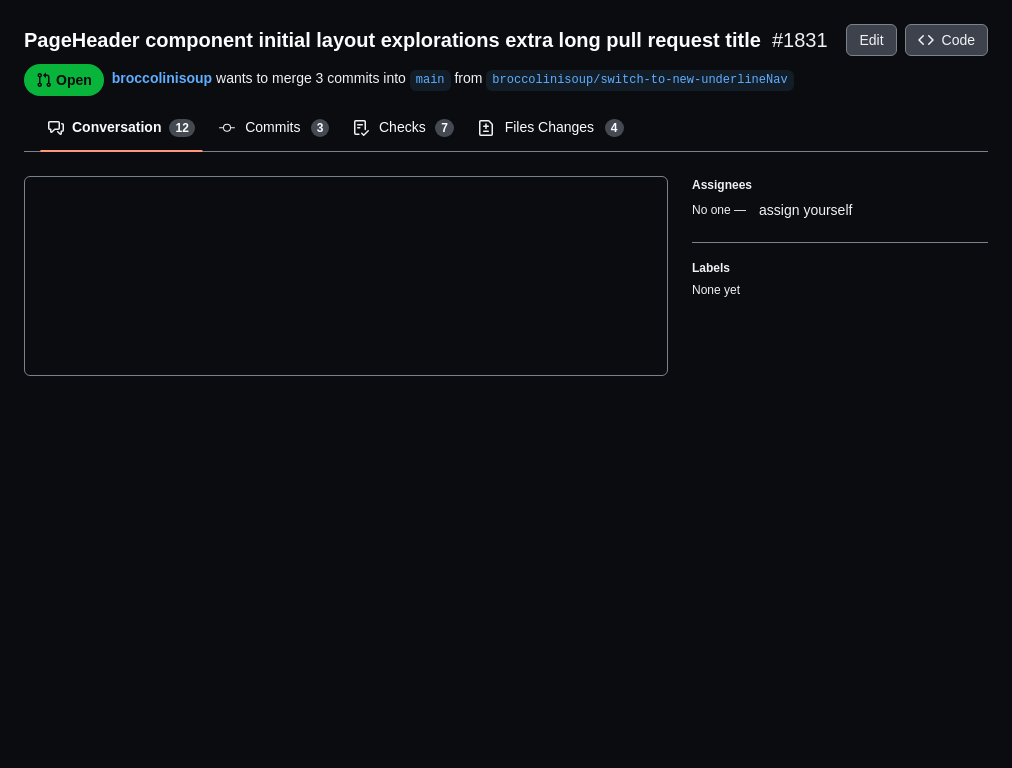 PageHeader component initial layout explorations extra long pull request title #1831 Edit Code
Open broccolinisoup wants to merge 3 commits into main from broccolinisoup/switch-to-new-underlineNav
Conversation 12 Commits 3 Checks 7 Files Changes 4
Assignees
No one — assign yourself
Labels
None yet